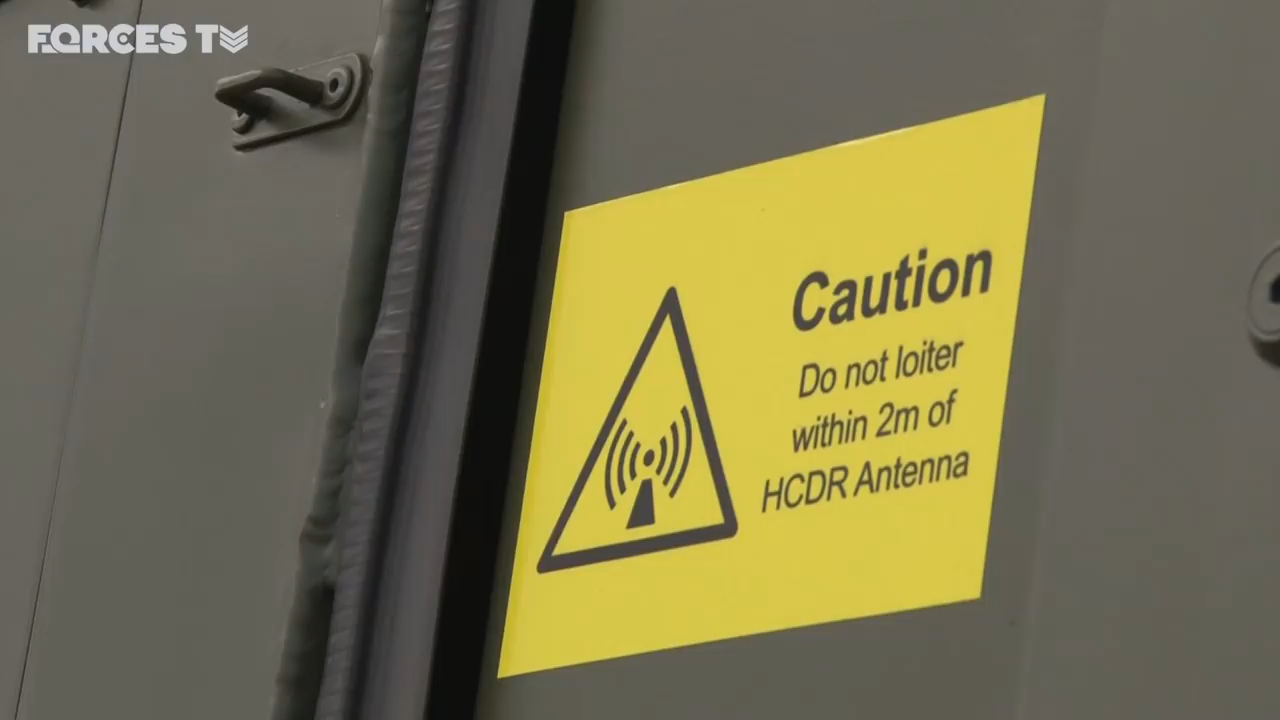 FORCES TV
Caution
Do not loiter
within 2m of
HCDR Antenna